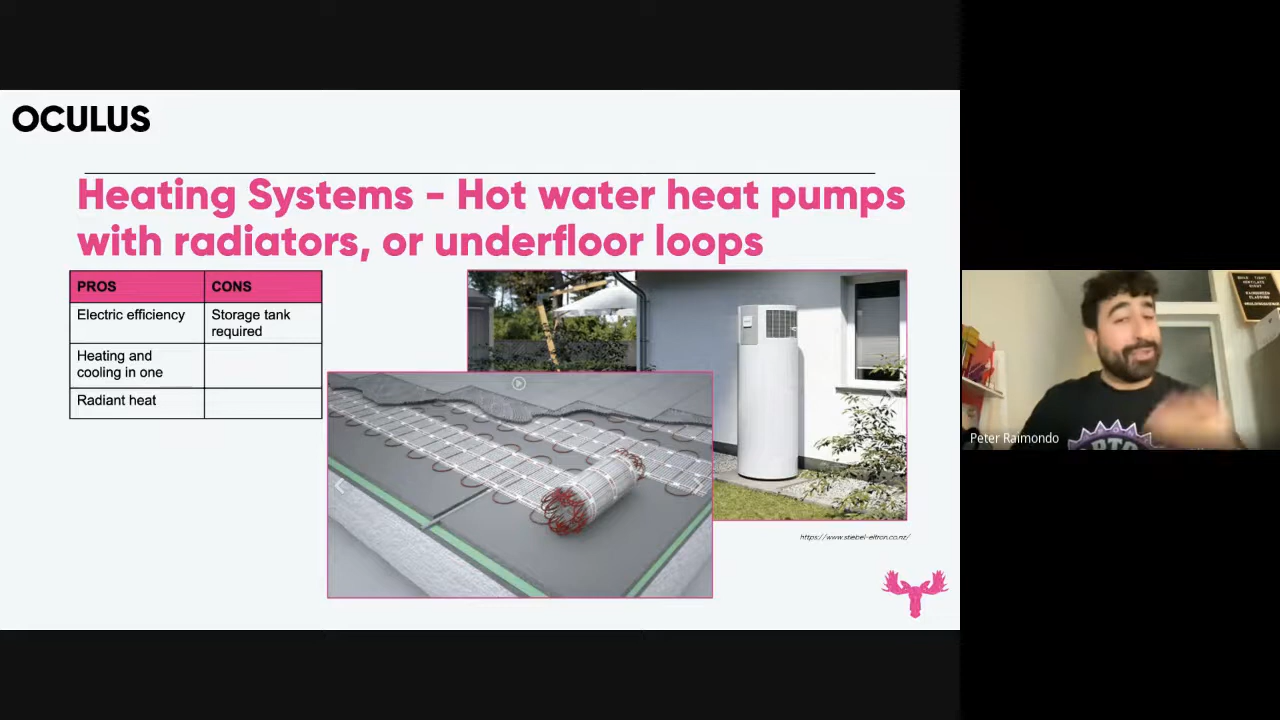 OCULUS
Heating Systems - Hot water heat pumps
with radiators, or underfloor loops
PROS CONS
Electric efficiency Storage tank
required
Heating and
cooling in one
Radiant heat
https://www.stiebel-eltron.co.nz/
Peter Raimondo